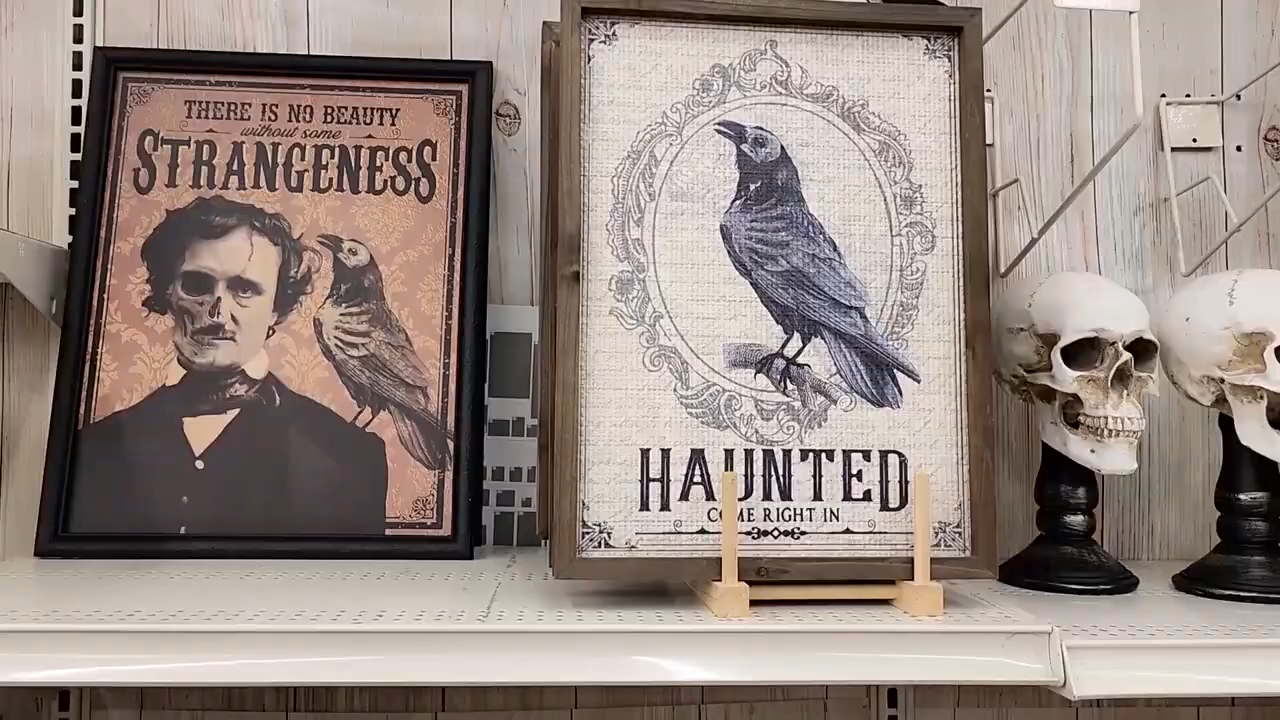 THERE IS NO BEAUTY
without some
STRANGENESS
HAUNTED
COME RIGHT IN